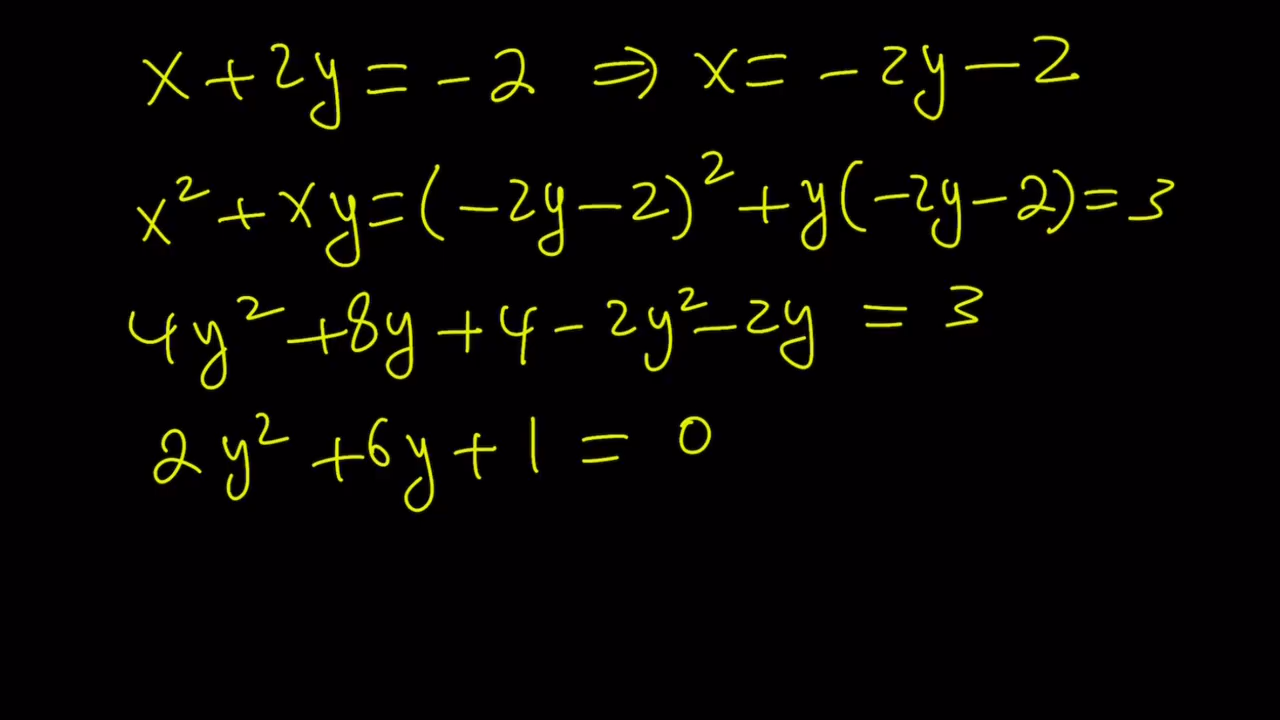 x + 2y = - 2 ⇒ x = - 2y - 2
x² + xy = (-2y - 2)² + y(-2y - 2) = 3
4y² + 8y + 4 - 2y² - 2y = 3
2y² + 6y + 1 = 0